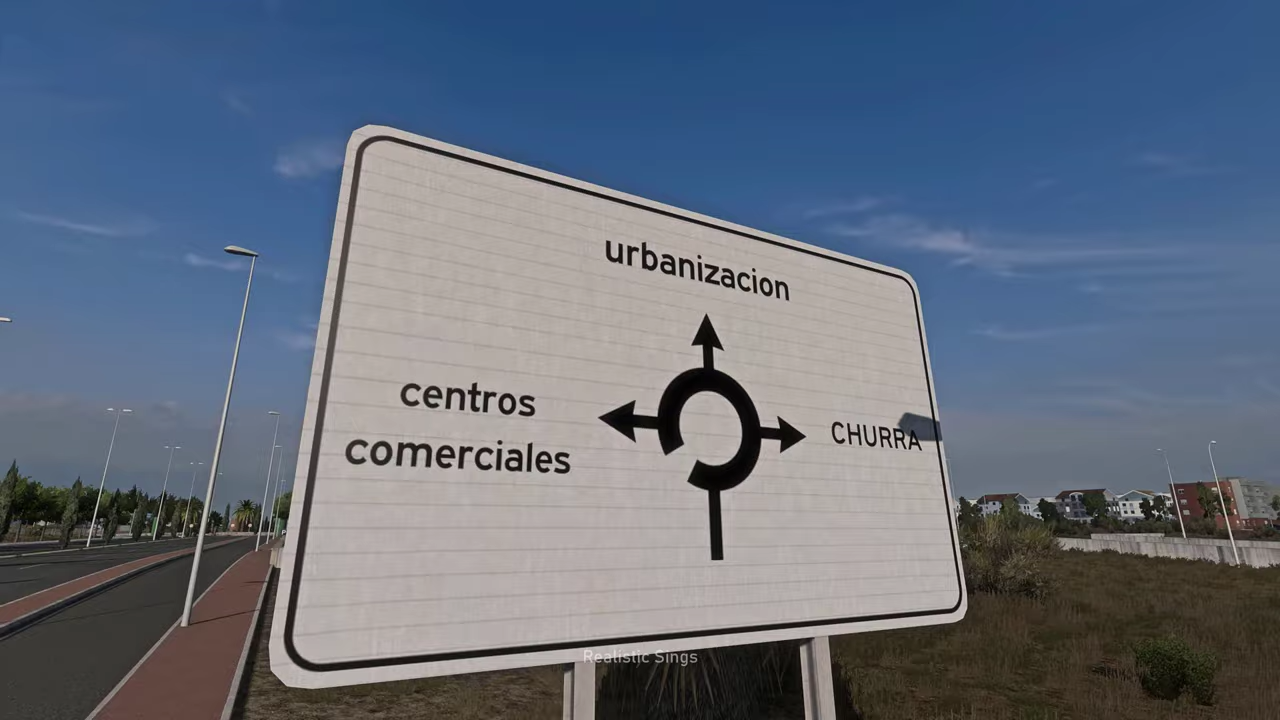 urbanizacion
centros
comerciales
CHURRA
Realistic Sings